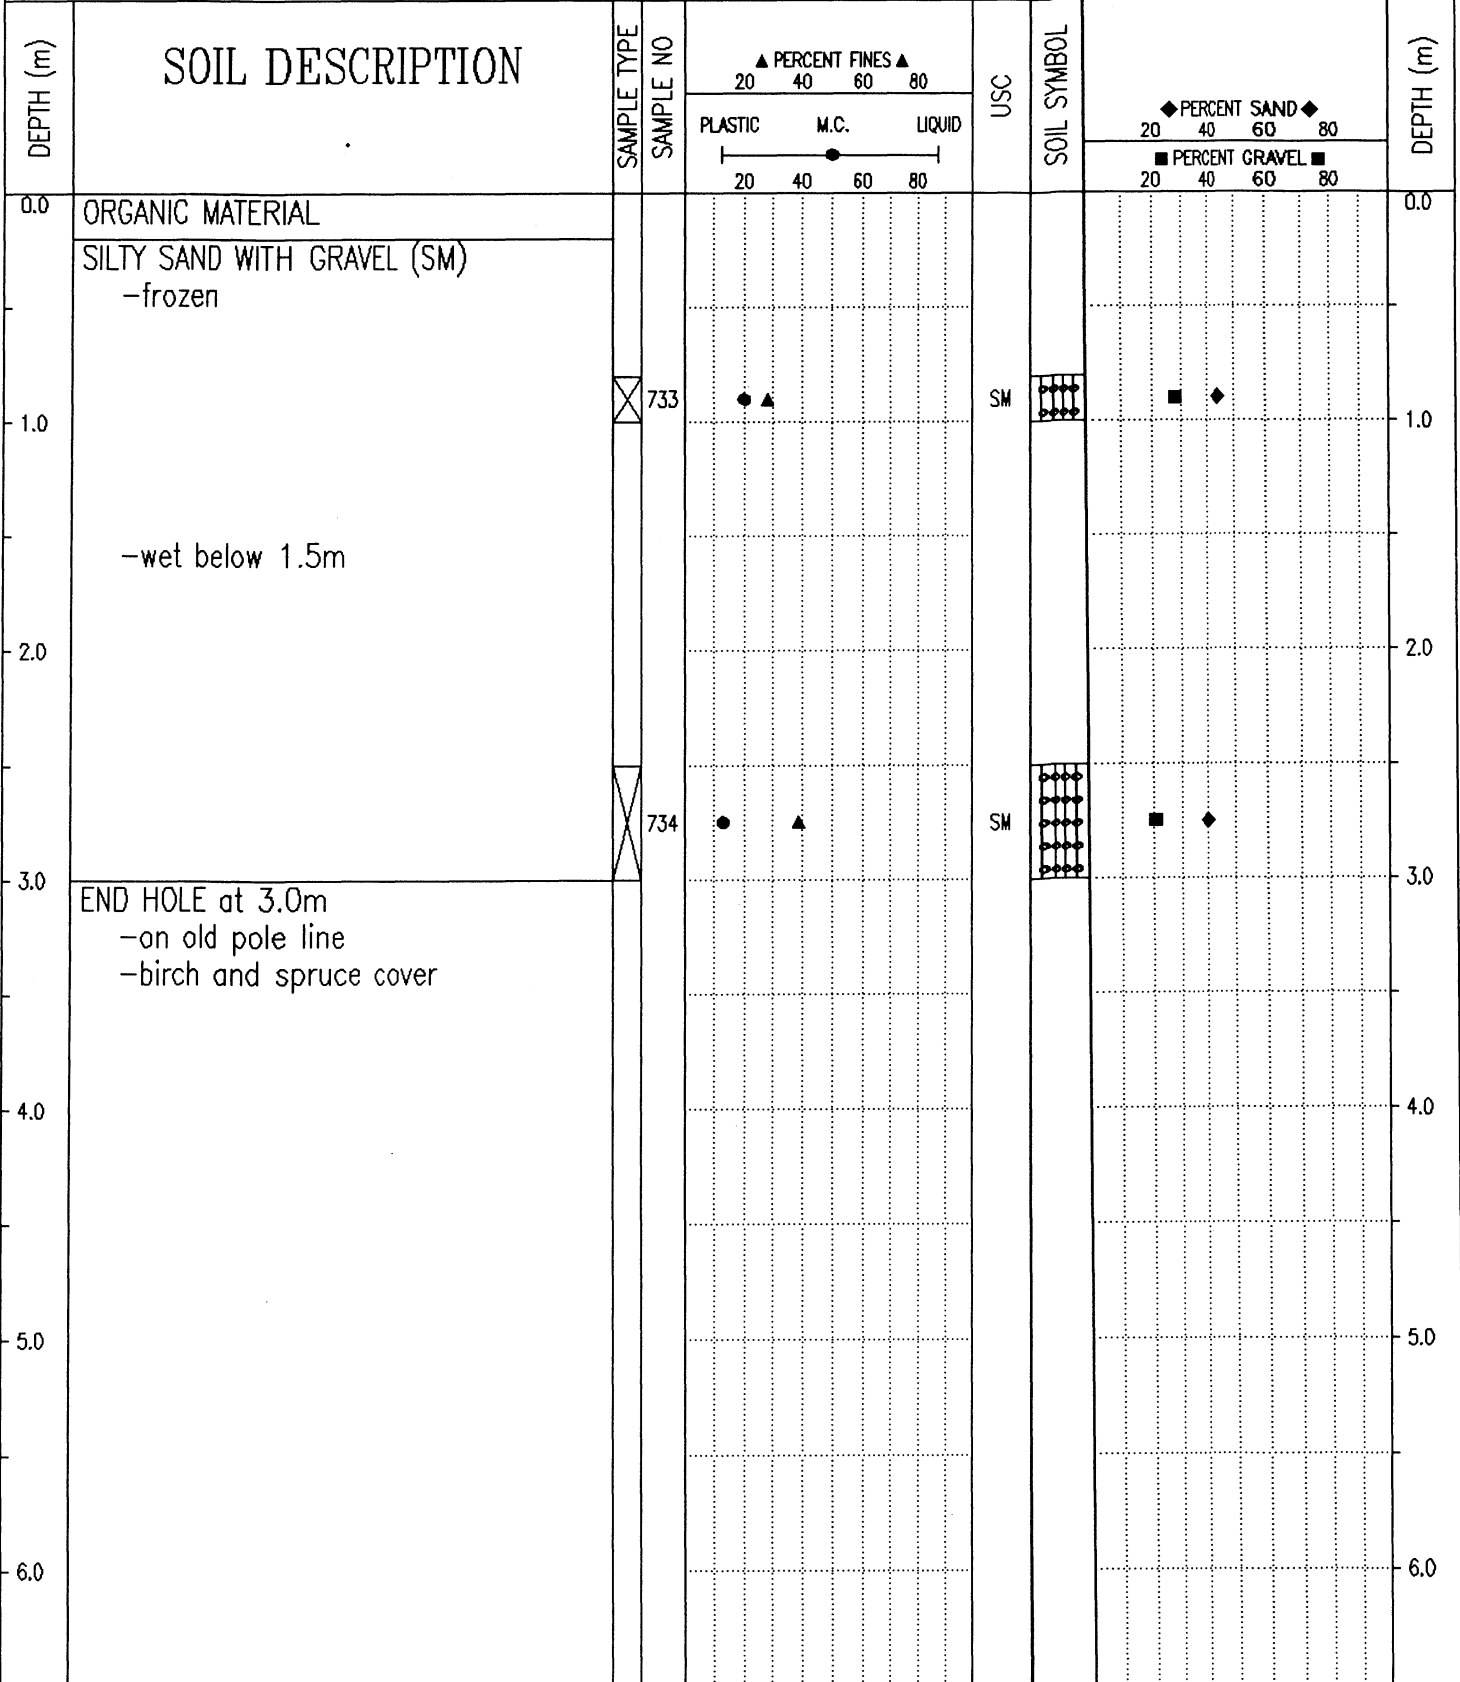 DEPTH (m)
SOIL DESCRIPTION
SAMPLE TYPE
SAMPLE NO
▲ PERCENT FINES ▲
20 40 60 80
PLASTIC M.C. LIQUID
20 40 60 80
USC
SOIL SYMBOL
◆ PERCENT SAND ◆
20 40 60 80
■ PERCENT GRAVEL ■
20 40 60 80
DEPTH (m)
0.0 ORGANIC MATERIAL 0.0
SILTY SAND WITH GRAVEL (SM)
-frozen
733 SM
1.0 1.0
-wet below 1.5m
2.0 2.0
734 SM
3.0 3.0
END HOLE at 3.0m
-on old pole line
-birch and spruce cover
4.0 4.0
5.0 5.0
6.0 6.0